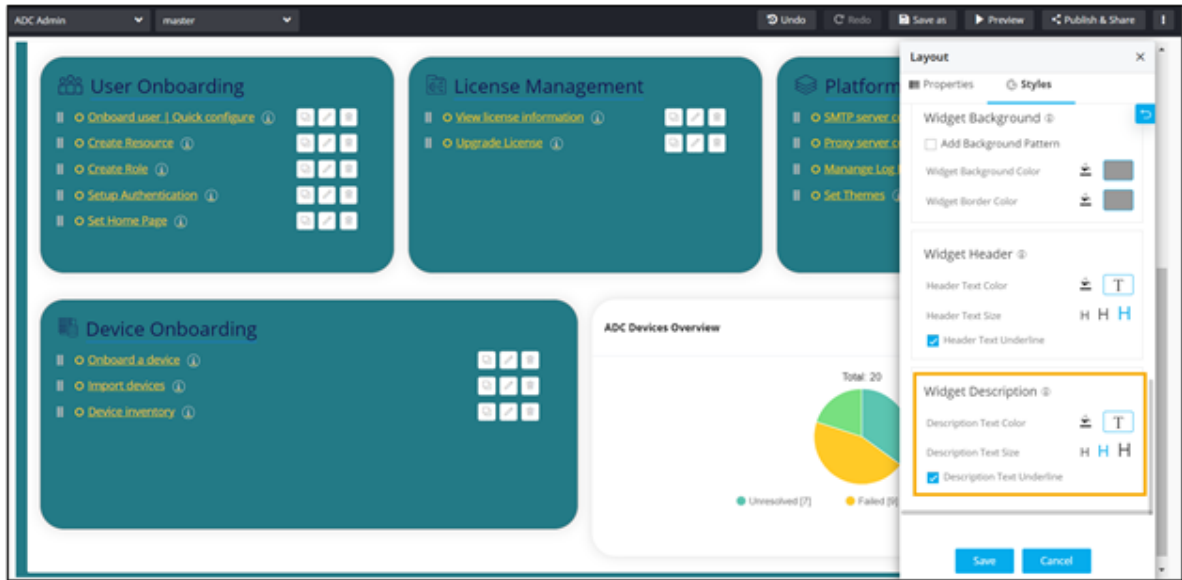 ADC Admin
master
Undo
Redo
Save as
Preview
Publish & Share
User Onboarding
Onboard user | Quick configure
Create Resource
Create Role
Setup Authentication
Set Home Page
License Management
View license information
Upgrade License
Platform
SMTP server
Proxy server
Manange Log
Set Themes
Device Onboarding
Onboard a device
Import devices
Device inventory
ADC Devices Overview
Total: 20
Unresolved [7]
Failed [9]
Layout
Properties
Styles
Widget Background
Add Background Pattern
Widget Background Color
Widget Border Color
Widget Header
Header Text Color
T
Header Text Size
H H H
Header Text Underline
Widget Description
Description Text Color
T
Description Text Size
H H H
Description Text Underline
Save
Cancel